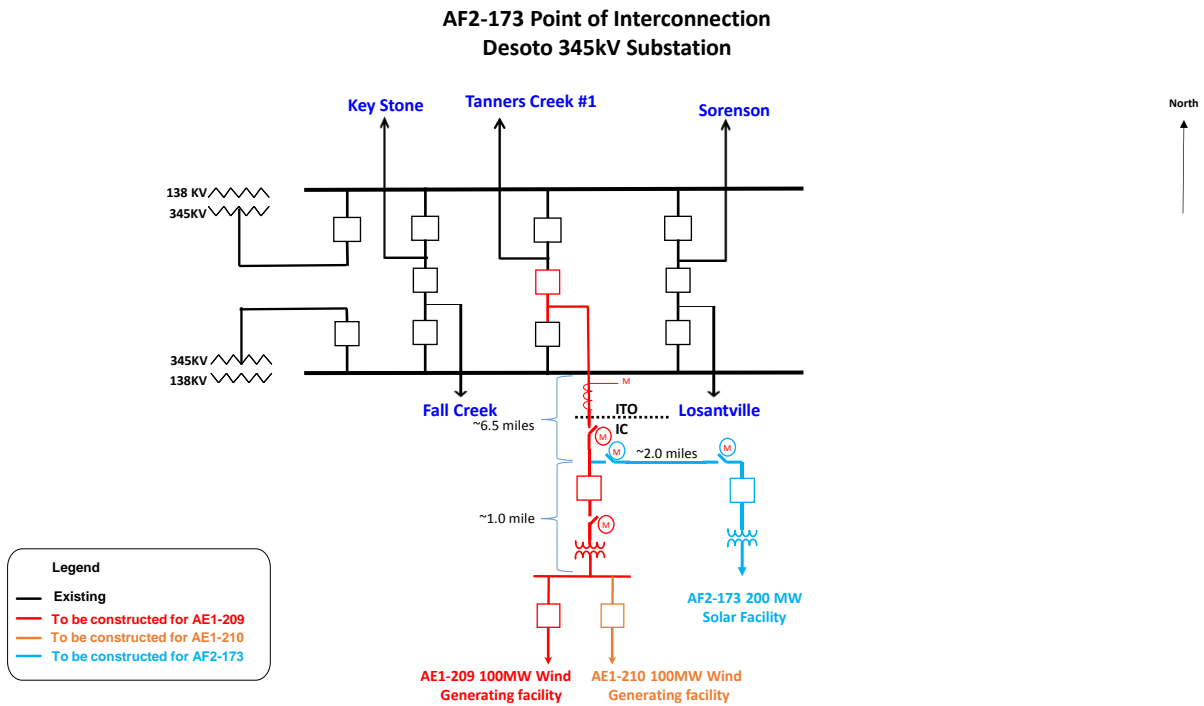 AF2-173 Point of Interconnection
Desoto 345kV Substation
Key Stone
Tanners Creek #1
Sorenson
North
138 KV
345KV
345KV
138KV
Fall Creek
Losantville
M
ITO
IC
~6.5 miles
M
M
~2.0 miles
M
~1.0 mile
M
Legend
Existing
To be constructed for AE1-209
To be constructed for AE1-210
To be constructed for AF2-173
AF2-173 200 MW
Solar Facility
AE1-209 100MW Wind
Generating facility
AE1-210 100MW Wind
Generating facility